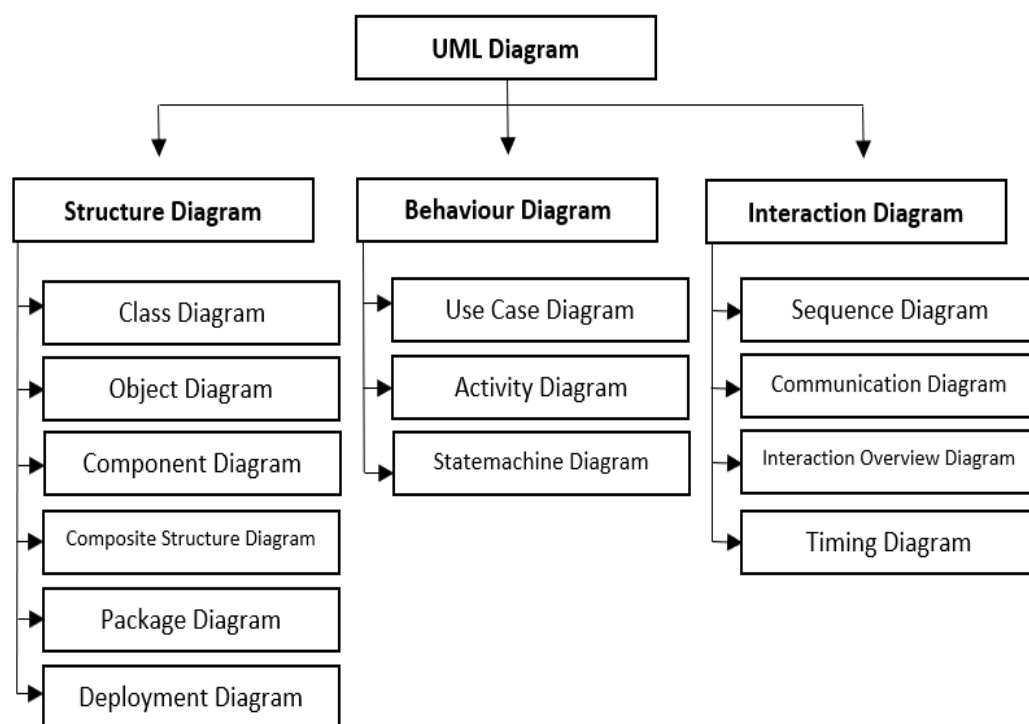 UML Diagram
Structure Diagram
Class Diagram
Object Diagram
Component Diagram
Composite Structure Diagram
Package Diagram
Deployment Diagram
Behaviour Diagram
Use Case Diagram
Activity Diagram
Statemachine Diagram
Interaction Diagram
Sequence Diagram
Communication Diagram
Interaction Overview Diagram
Timing Diagram